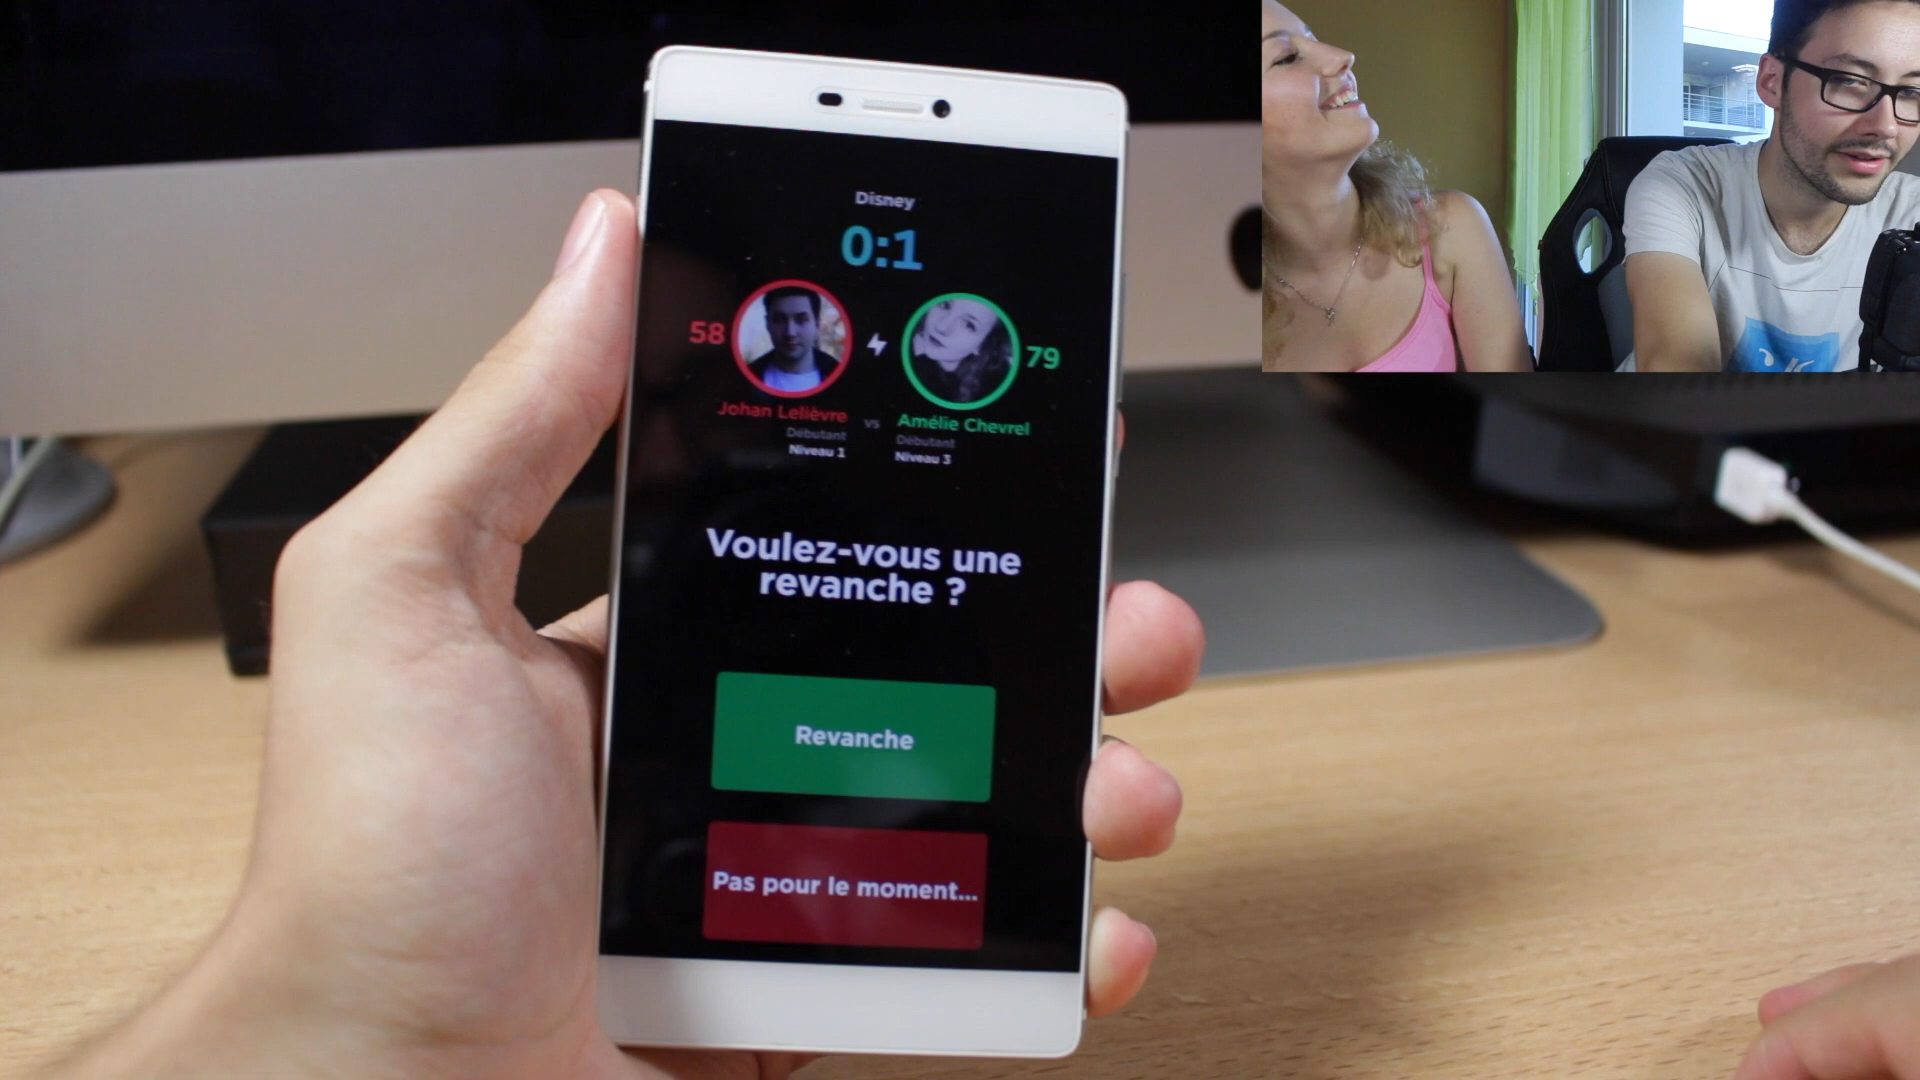 Disney
0:1
58
79
Johan Lelièvre
vs
Amélie Chevrel
Débutant
Débutant
Niveau 1
Niveau 3
Voulez-vous une
revanche ?
Revanche
Pas pour le moment...